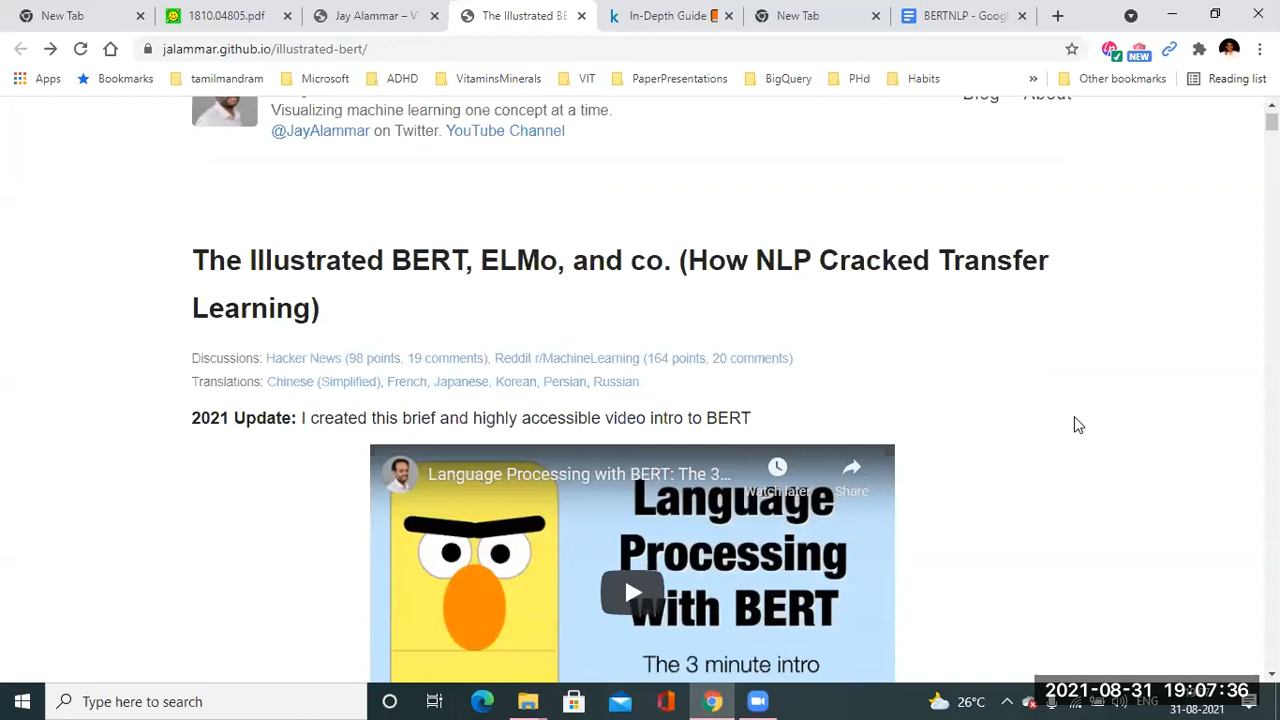 New Tab
1810.04805.pdf
Jay Alammar – V
The Illustrated BE
In-Depth Guide
New Tab
BERTNLP - Googl
jalammar.github.io/illustrated-bert/
NEW
Apps
Bookmarks
tamilmandram
Microsoft
ADHD
VitaminsMinerals
VIT
PaperPresentations
BigQuery
PHd
Habits
»
Other bookmarks
Reading list
Blog About
Visualizing machine learning one concept at a time.
@JayAlammar on Twitter. YouTube Channel
The Illustrated BERT, ELMo, and co. (How NLP Cracked Transfer
Learning)
Discussions: Hacker News (98 points, 19 comments), Reddit r/MachineLearning (164 points, 20 comments)
Translations: Chinese (Simplified), French, Japanese, Korean, Persian, Russian
2021 Update: I created this brief and highly accessible video intro to BERT
Language Processing with BERT: The 3...
Watch later
Share
Language
Processing
with BERT
The 3 minute intro
Type here to search
26°C
ENG
2021-08-31 19:07:36
31-08-2021